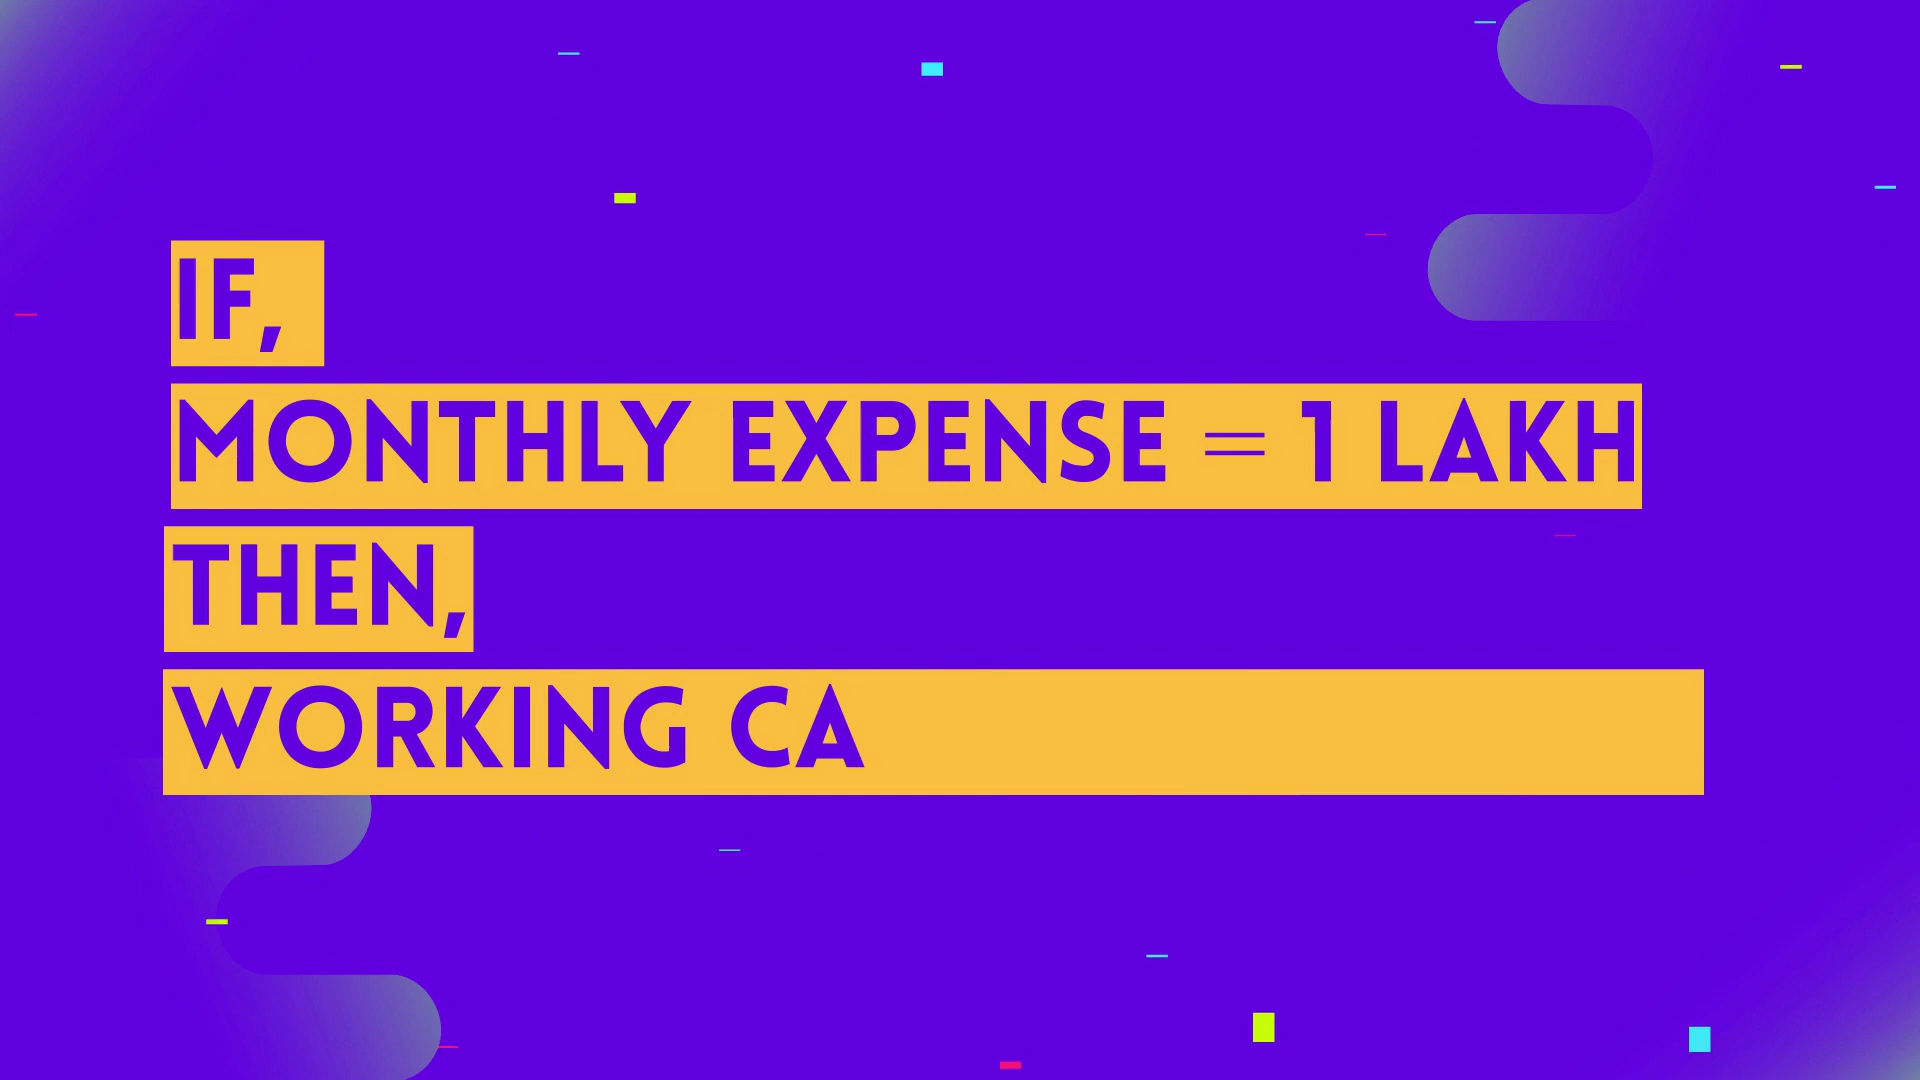 IF,
MONTHLY EXPENSE = 1 LAKH
THEN,
WORKING CA